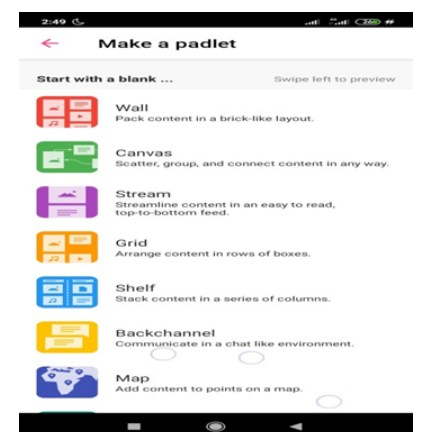 2:49
Make a padlet
Start with a blank ...
Swipe left to preview
Wall
Pack content in a brick-like layout.
Canvas
Scatter, group, and connect content in any way.
Stream
Streamline content in an easy to read,
top-to-bottom feed.
Grid
Arrange content in rows of boxes.
Shelf
Stack content in a series of columns.
Backchannel
Communicate in a chat like environment.
Map
Add content to points on a map.